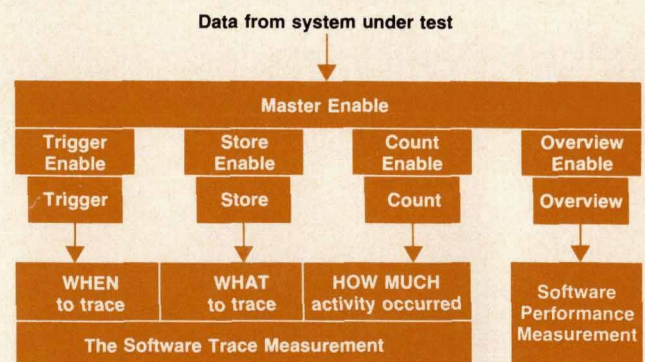 Data from system under test
Master Enable
Trigger
Enable
Store
Enable
Count
Enable
Overview
Enable
Trigger
Store
Count
Overview
WHEN
to trace
WHAT
to trace
HOW MUCH
activity occurred
Software
Performance
Measurement
The Software Trace Measurement